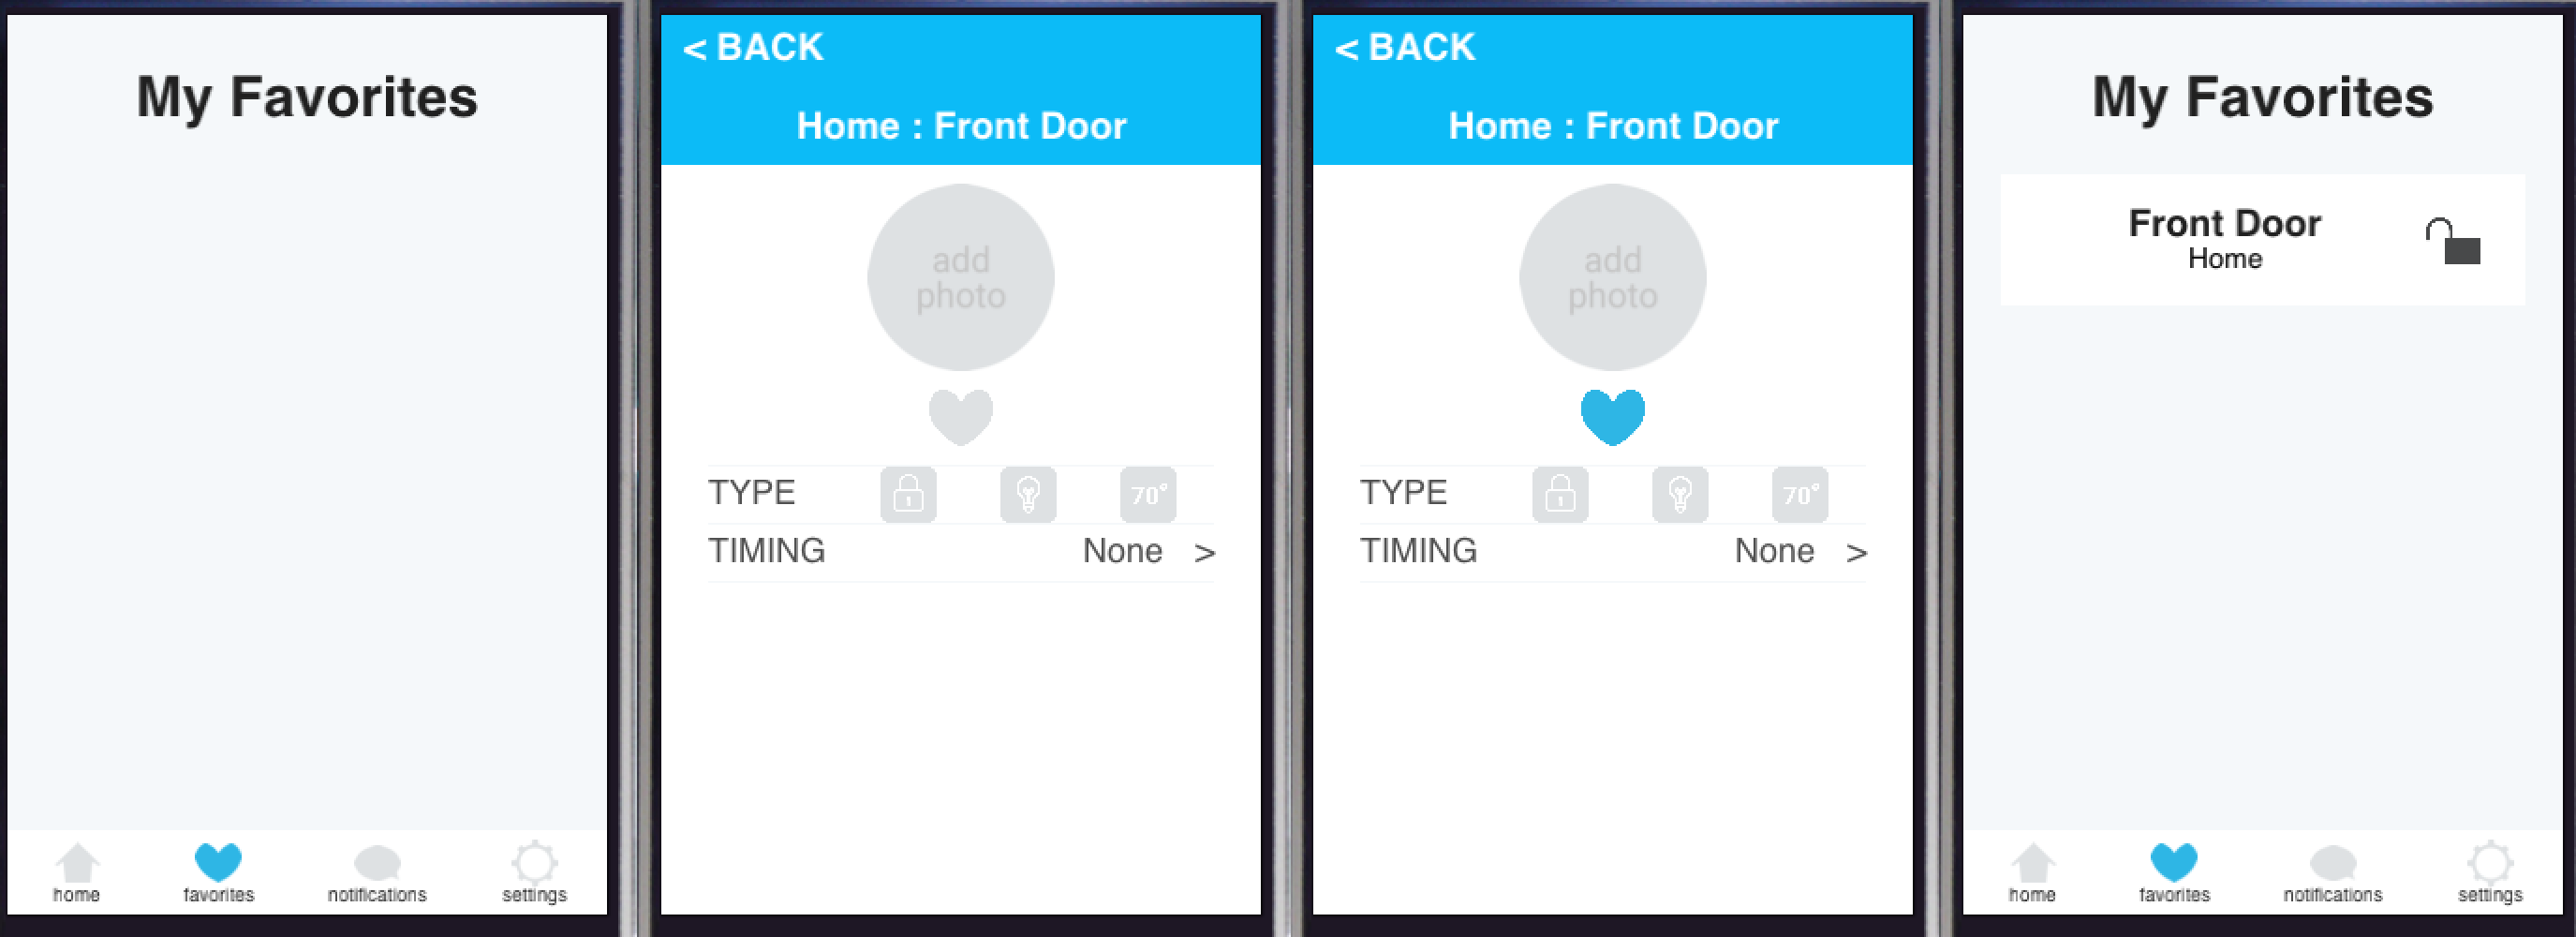 My Favorites
home favorites notifications settings
< BACK
Home : Front Door
add
photo
TYPE 70°
TIMING None >
< BACK
Home : Front Door
add
photo
TYPE 70°
TIMING None >
My Favorites
Front Door
Home
home favorites notifications settings